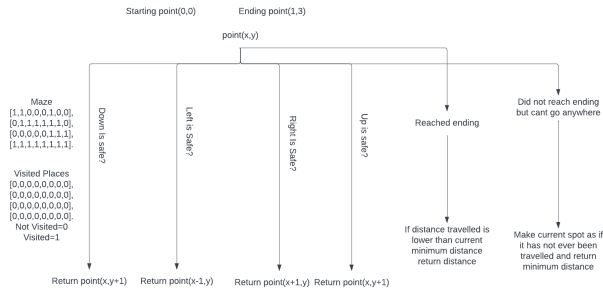 Starting point(0,0)
Ending point(1,3)
point(x,y)
Maze
[1,1,0,0,0,1,0,0],
[0,1,1,1,1,1,1,0],
[0,0,0,0,0,1,1,1],
[1,1,1,1,1,1,1,1].
Visited Places
[0,0,0,0,0,0,0,0],
[0,0,0,0,0,0,0,0],
[0,0,0,0,0,0,0,0],
[0,0,0,0,0,0,0,0].
Not Visited=0
Visited=1
Down Is safe?
Left is Safe?
Right Is Safe?
Up is safe?
Reached ending
Did not reach ending
but cant go anywhere
Return point(x,y+1)
Return point(x-1,y)
Return point(x+1,y)
Return point(x,y+1)
If distance travelled is
lower than current
minimum distance
return distance
Make current spot as if
it has not ever been
travelled and return
minimum distance